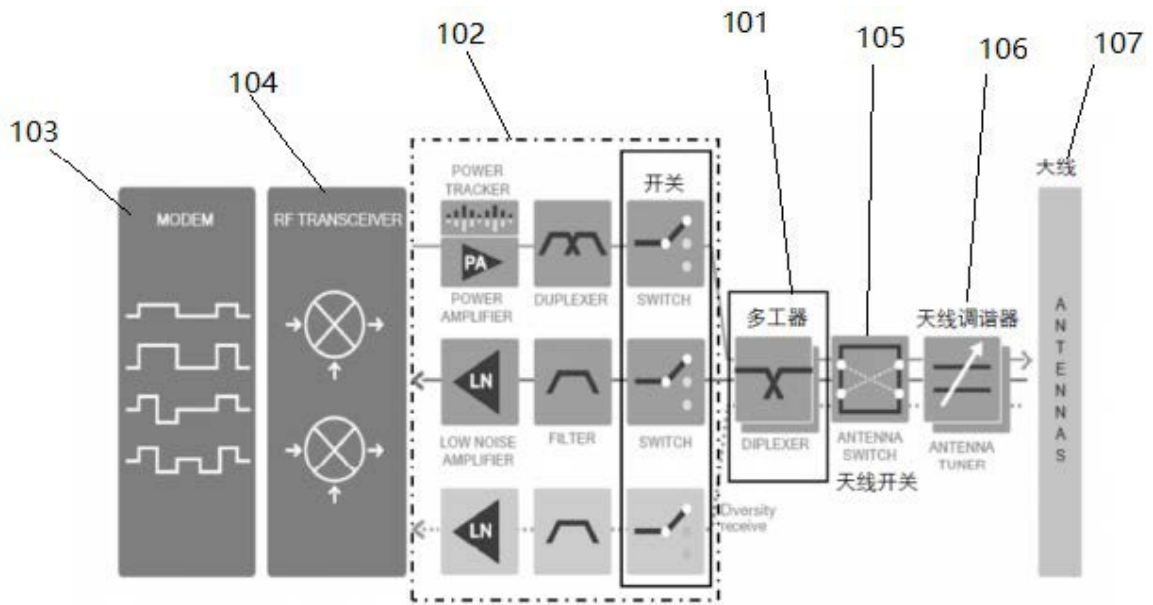 102
101
105
106
107
104
103
天线
POWER
TRACKER
开关
MODEM
RF TRANSCEIVER
PA
POWER
AMPLIFIER
DUPLEXER
SWITCH
多工器
天线调谐器
LN
LOW NOISE
AMPLIFIER
FILTER
SWITCH
DIPLEXER
ANTENNA
SWITCH
天线开关
ANTENNA
TUNER
ANTENNAS
LN
Diversity
receive